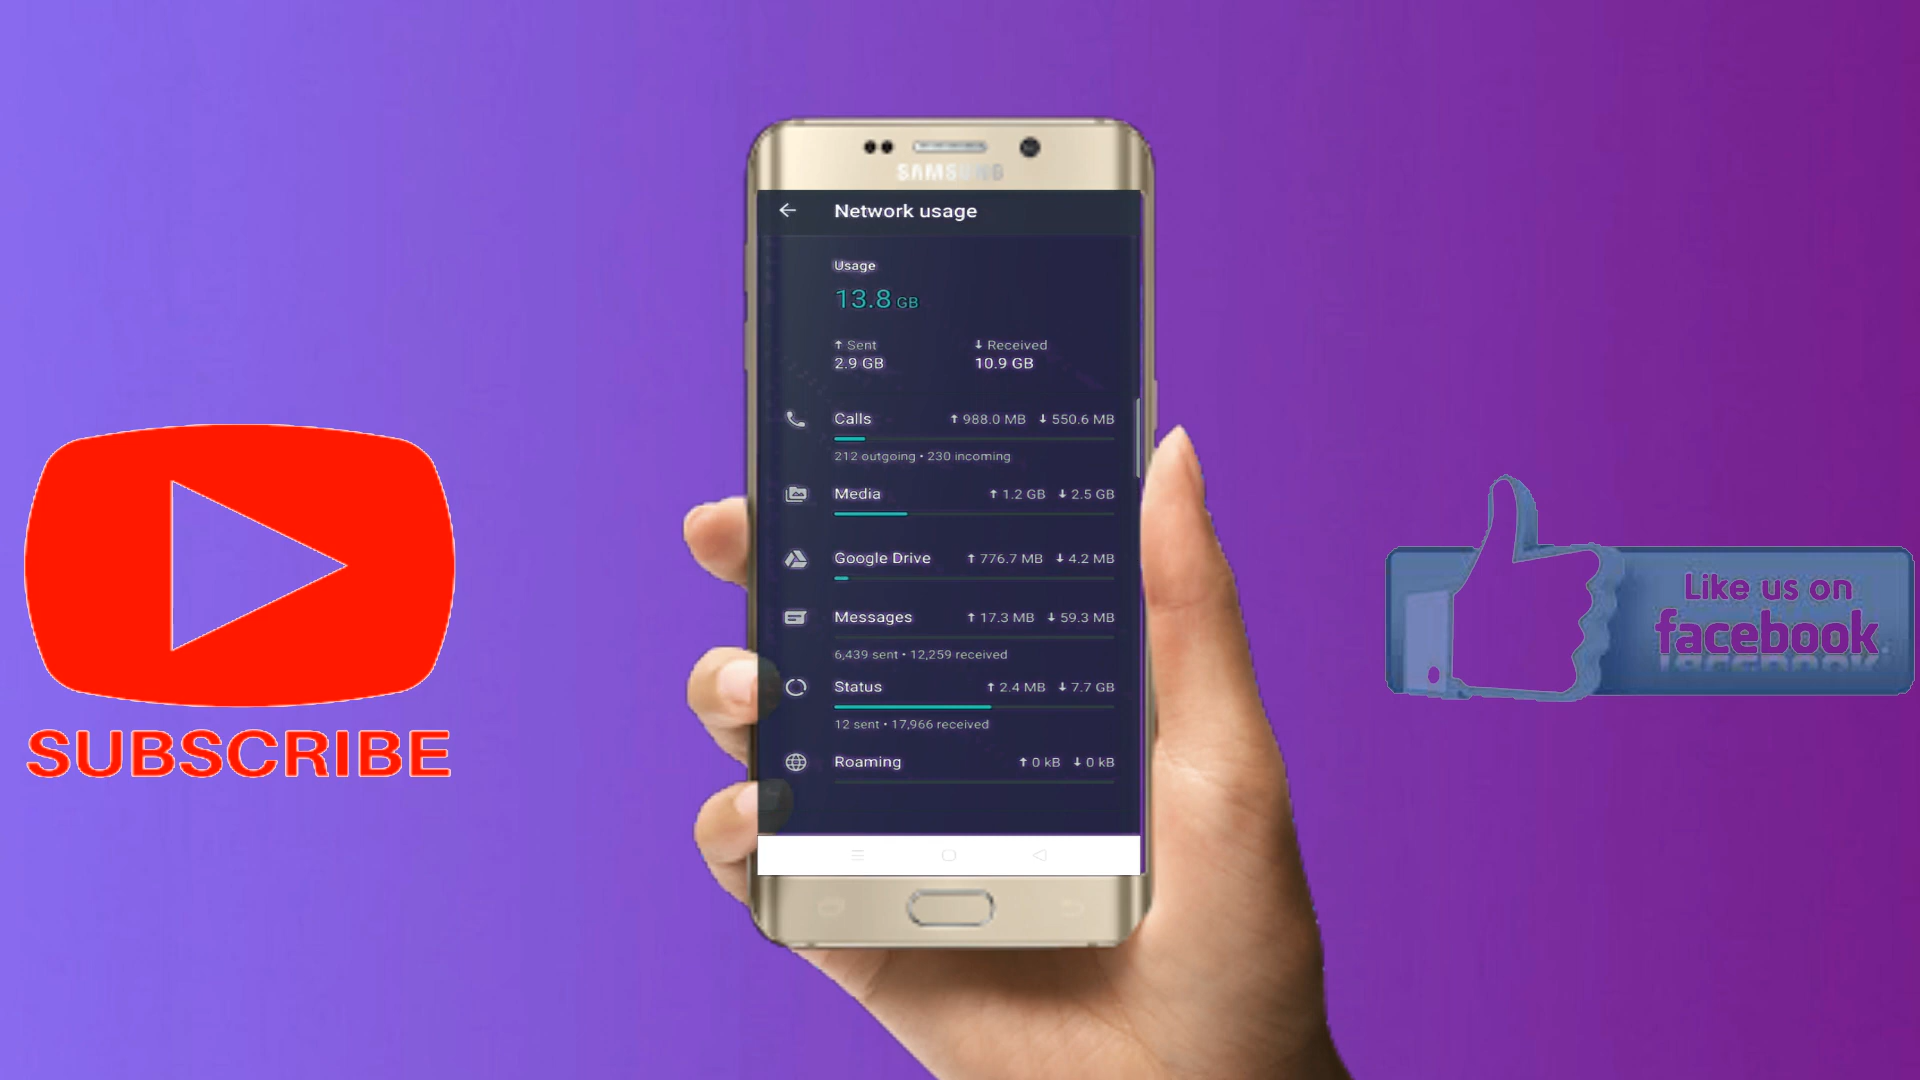 SAMSUNG
Network usage
Usage
13.8 GB
↑ Sent ↓ Received
2.9 GB 10.9 GB
Calls ↑ 988.0 MB ↓ 550.6 MB
212 outgoing • 230 incoming
Media ↑ 1.2 GB ↓ 2.5 GB
Google Drive ↑ 776.7 MB ↓ 4.2 MB
Messages ↑ 17.3 MB ↓ 59.3 MB
6,439 sent • 12,259 received
Status ↑ 2.4 MB ↓ 7.7 GB
12 sent • 17,966 received
Roaming ↑ 0 kB ↓ 0 kB
SUBSCRIBE
Like us on
facebook.